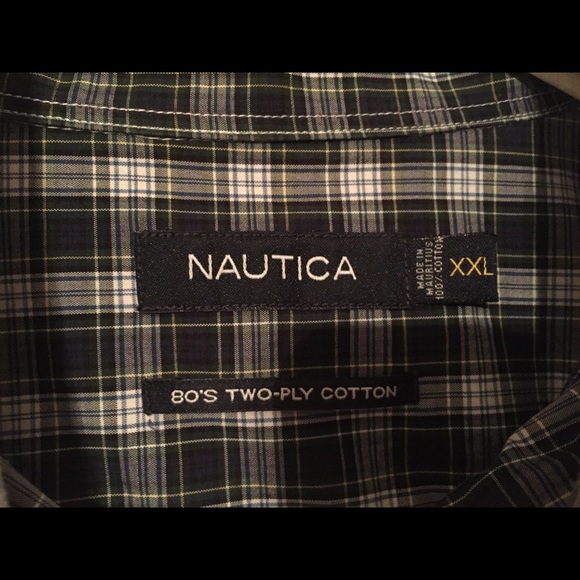 NAUTICA
MADE IN
MAURITIUS
100% COTTON
XXL
80'S TWO-PLY COTTON